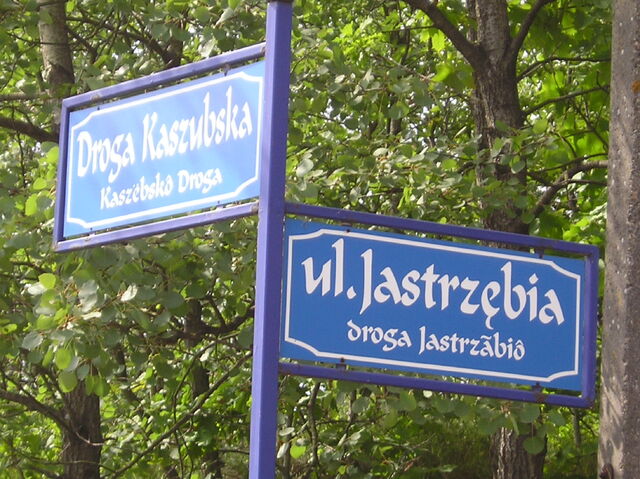 Droga Kaszubska
Kaszëbskô Droga
ul.Jastrzębia
droga Jastrzãbiô